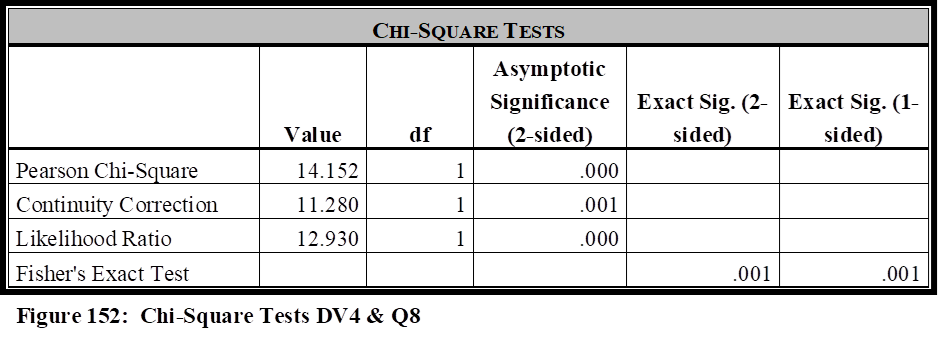 CHI-SQUARE TESTS
Value df Asymptotic Significance (2-sided) Exact Sig. (2-sided) Exact Sig. (1-sided)
Pearson Chi-Square 14.152 1 .000
Continuity Correction 11.280 1 .001
Likelihood Ratio 12.930 1 .000
Fisher's Exact Test .001 .001
Figure 152: Chi-Square Tests DV4 & Q8